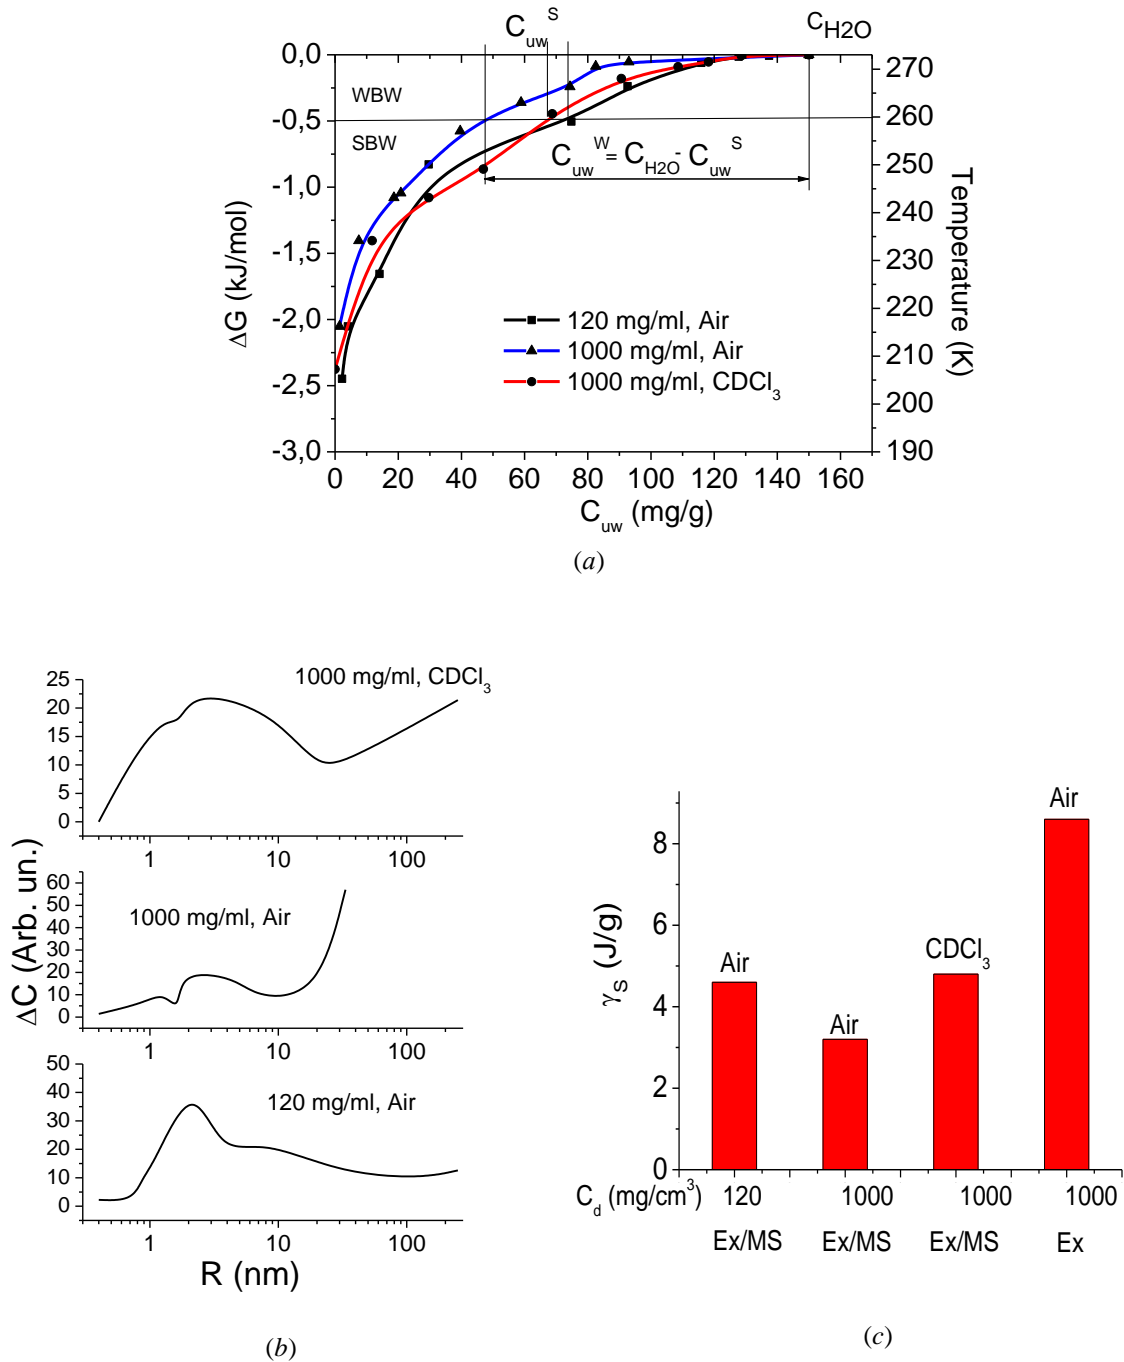 (a)
C_uw^S
C_H2O
0,0
-0,5
-1,0
-1,5
-2,0
-2,5
-3,0
ΔG (kJ/mol)
WBW
SBW
C_uw^W = C_H2O - C_uw^S
120 mg/ml, Air
1000 mg/ml, Air
1000 mg/ml, CDCl₃
270
260
250
240
230
220
210
200
190
Temperature (K)
0 20 40 60 80 100 120 140 160
C_uw (mg/g)
(a)
25
20
15
10
5
0
1000 mg/ml, CDCl₃
1 10 100
60
50
40
30
20
10
0
1000 mg/ml, Air
1 10 100
50
40
30
20
10
0
120 mg/ml, Air
1 10 100
ΔC (Arb. un.)
R (nm)
(b)
γ_S (J/g)
8
6
4
2
0
Air
Air
CDCl₃
Air
C_d (mg/cm³) 120 1000 1000 1000
Ex/MS Ex/MS Ex/MS Ex
(c)